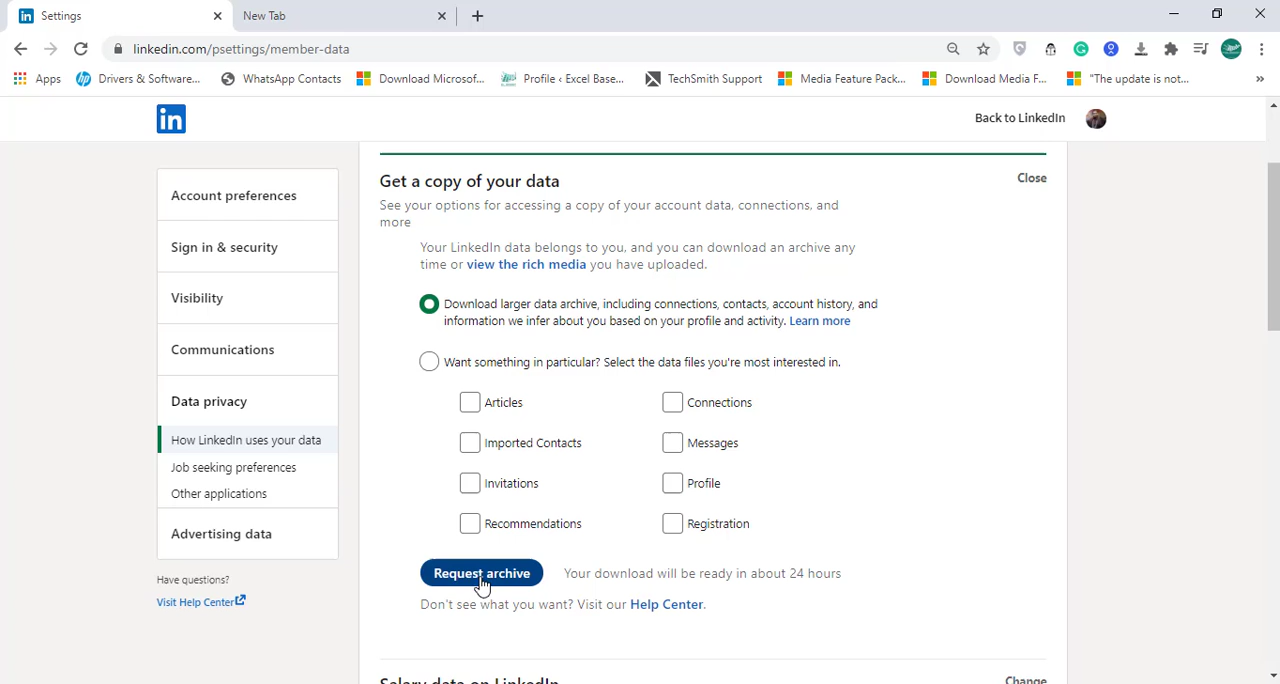 Settings
New Tab
linkedin.com/psettings/member-data
Apps
Drivers & Software...
WhatsApp Contacts
Download Microsof...
Profile ‹ Excel Base...
TechSmith Support
Media Feature Pack...
Download Media F...
"The update is not...
»
in
Back to LinkedIn
Account preferences
Sign in & security
Visibility
Communications
Data privacy
How LinkedIn uses your data
Job seeking preferences
Other applications
Advertising data
Have questions?
Visit Help Center
Get a copy of your data
Close
See your options for accessing a copy of your account data, connections, and
more
Your LinkedIn data belongs to you, and you can download an archive any
time or view the rich media you have uploaded.
Download larger data archive, including connections, contacts, account history, and
information we infer about you based on your profile and activity. Learn more
Want something in particular? Select the data files you're most interested in.
Articles
Connections
Imported Contacts
Messages
Invitations
Profile
Recommendations
Registration
Request archive
Your download will be ready in about 24 hours
Don't see what you want? Visit our Help Center.
Salary data on LinkedIn
Change